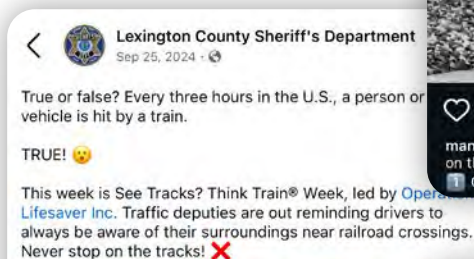 Lexington County Sheriff's Department
Sep 25, 2024 ·
True or false? Every three hours in the U.S., a person or
vehicle is hit by a train.
TRUE! 😮
This week is See Tracks? Think Train® Week, led by
Lifesaver Inc. Traffic deputies are out reminding drivers to
always be aware of their surroundings near railroad crossings.
Never stop on the tracks! ❌
on